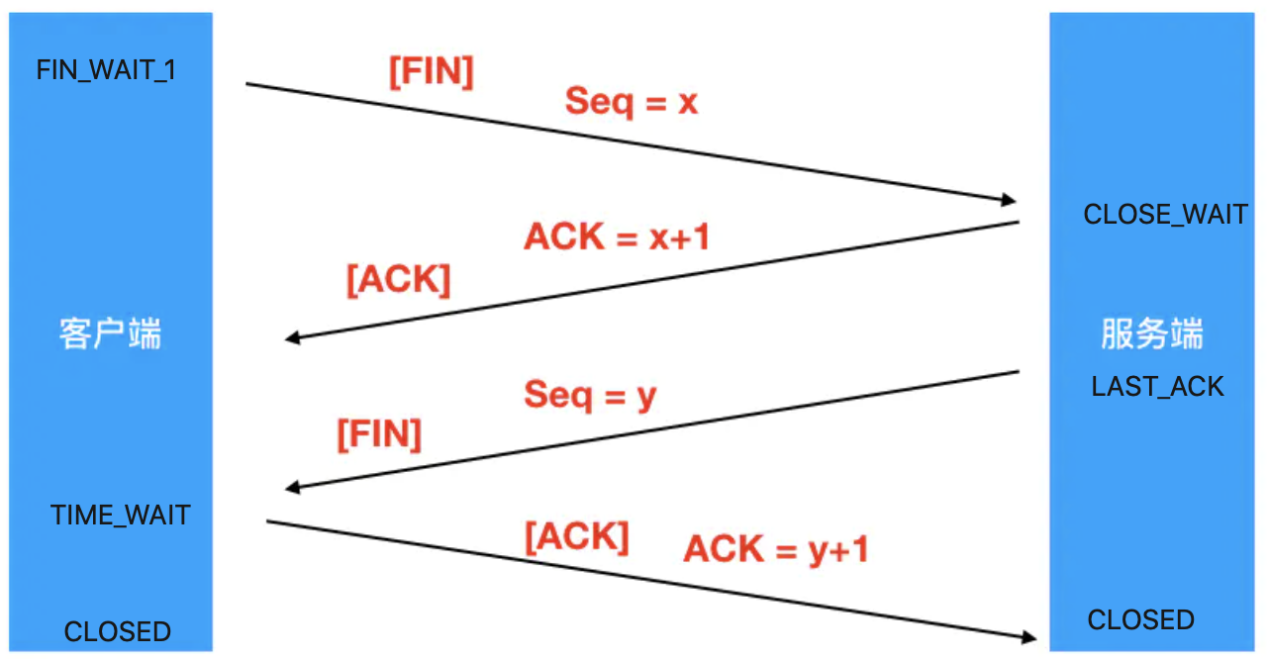 FIN_WAIT_1
[FIN]
Seq = x
CLOSE_WAIT
ACK = x+1
[ACK]
客户端
服务端
LAST_ACK
Seq = y
[FIN]
TIME_WAIT
[ACK]
ACK = y+1
CLOSED
CLOSED